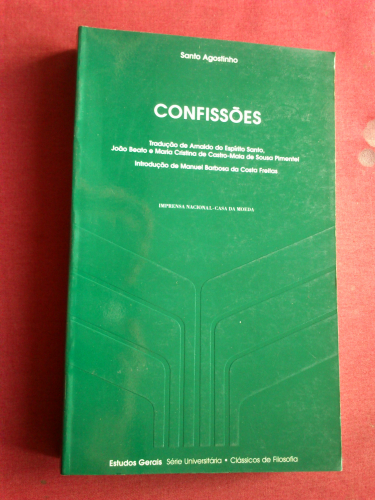 Santo Agostinho
CONFISSÕES
Tradução de Arnaldo do Espírito Santo,
João Beato e Maria Cristina de Castro-Maia de Sousa Pimentel
Introdução de Manuel Barbosa da Costa Freitas
IMPRENSA NACIONAL-CASA DA MOEDA
Estudos Gerais Série Universitária • Clássicos de Filosofia